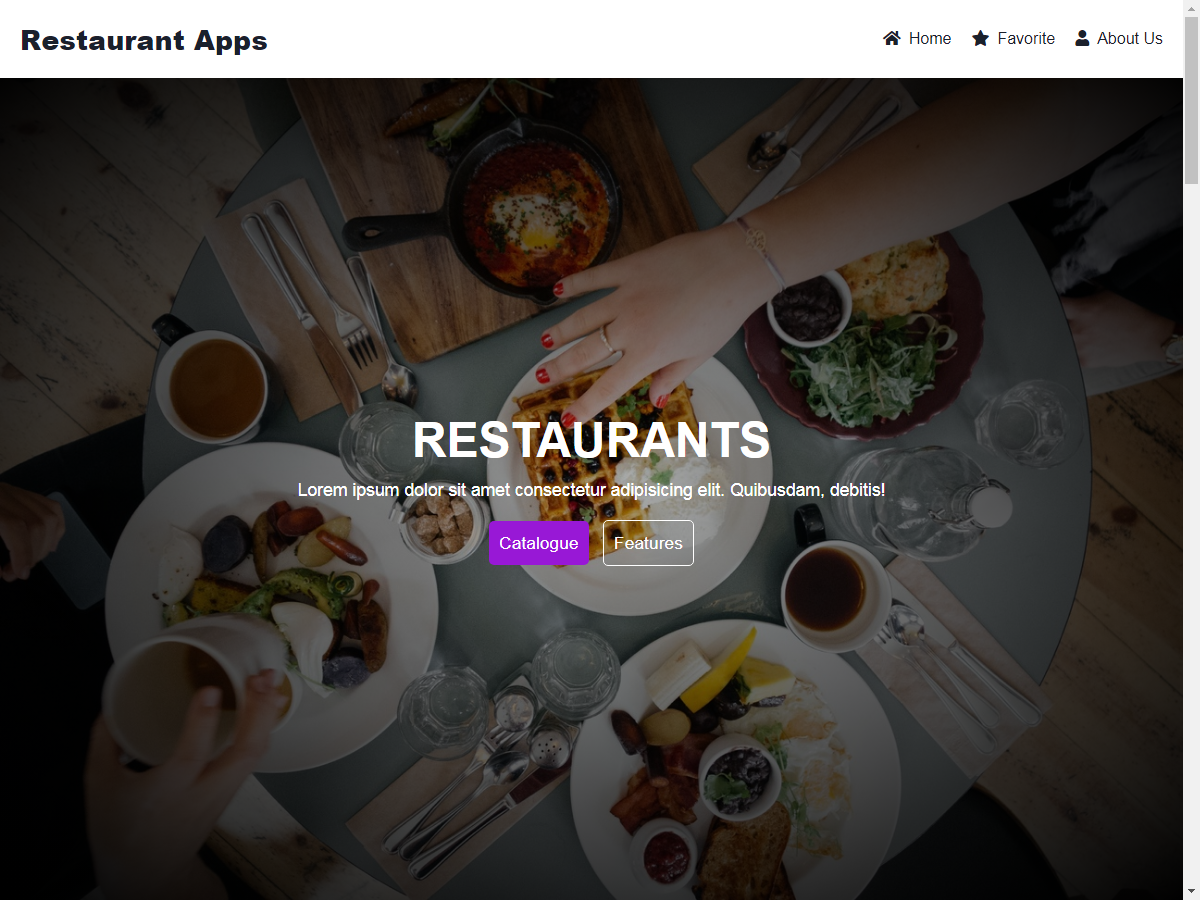 Restaurant Apps
Home Favorite About Us
RESTAURANTS
Lorem ipsum dolor sit amet consectetur adipisicing elit. Quibusdam, debitis!
Catalogue Features